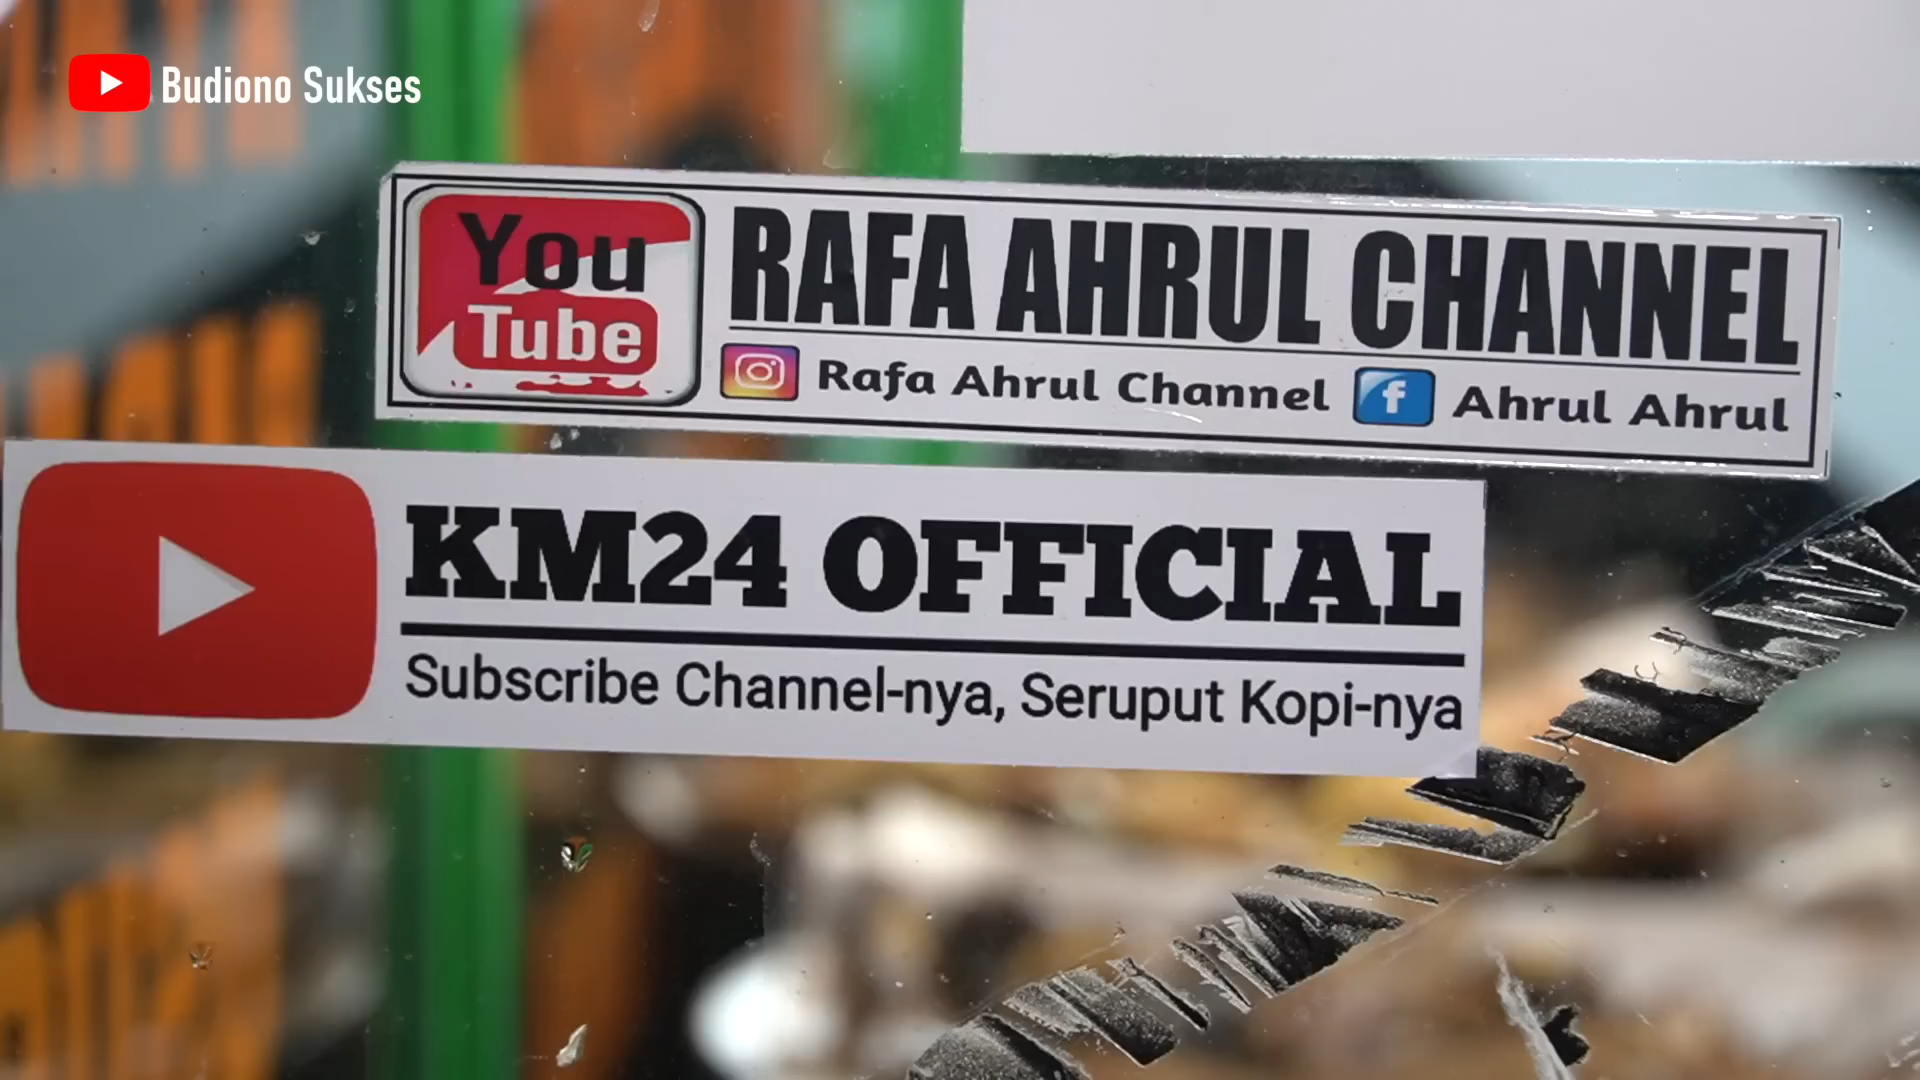 Budiono Sukses
You
Tube
RAFA AHRUL CHANNEL
Rafa Ahrul Channel Ahrul Ahrul
KM24 OFFICIAL
Subscribe Channel-nya, Seruput Kopi-nya